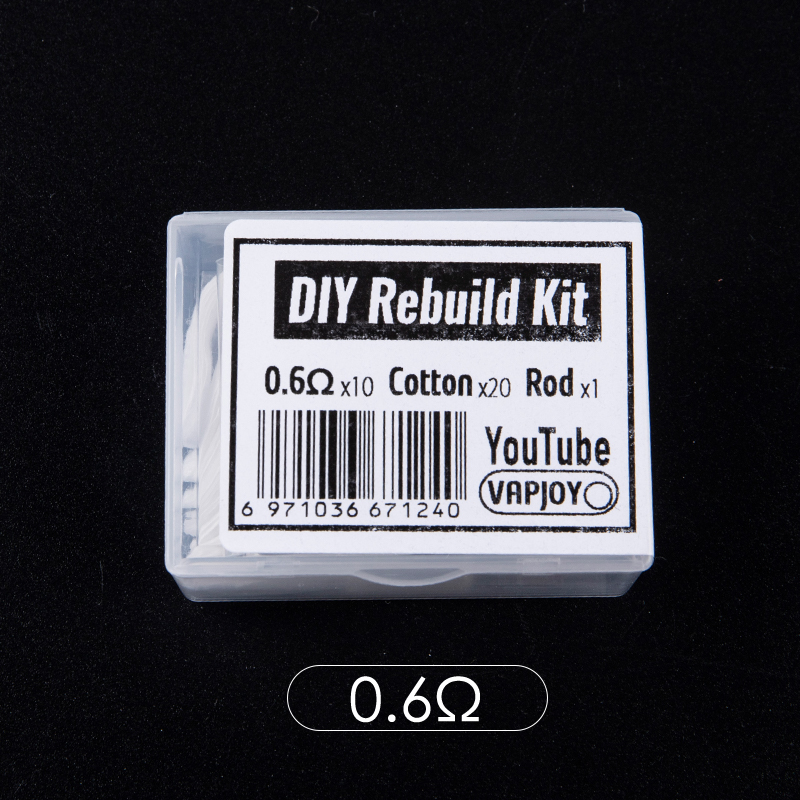 DIY Rebuild Kit
0.6Ω x10 Cotton x20 Rod x1
YouTube
VAPJOY
6 971036 671240
0.6Ω